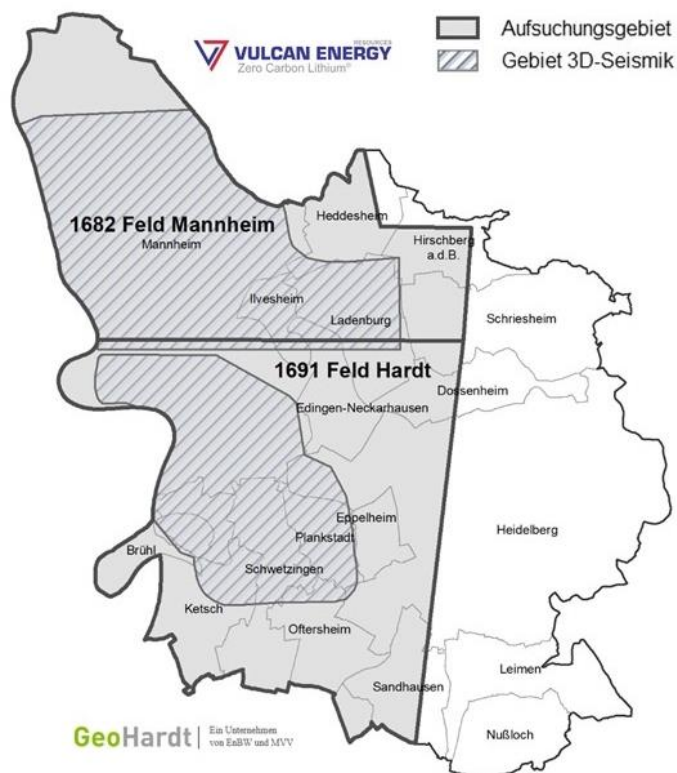 Aufsuchungsgebiet
RESOURCES
VULCAN ENERGY
Zero Carbon Lithium®
Gebiet 3D-Seismik
1682 Feld Mannheim
Mannheim
Heddesheim
Hirschberg
a.d.B.
Ilvesheim
Ladenburg
Schriesheim
1691 Feld Hardt
Dossenheim
Edingen-Neckarhausen
Eppelheim
Heidelberg
Plankstadt
Brühl
Schwetzingen
Ketsch
Oftersheim
Leimen
Sandhausen
Nußloch
GeoHardt
Ein Unternehmen
von EnBW und MVV